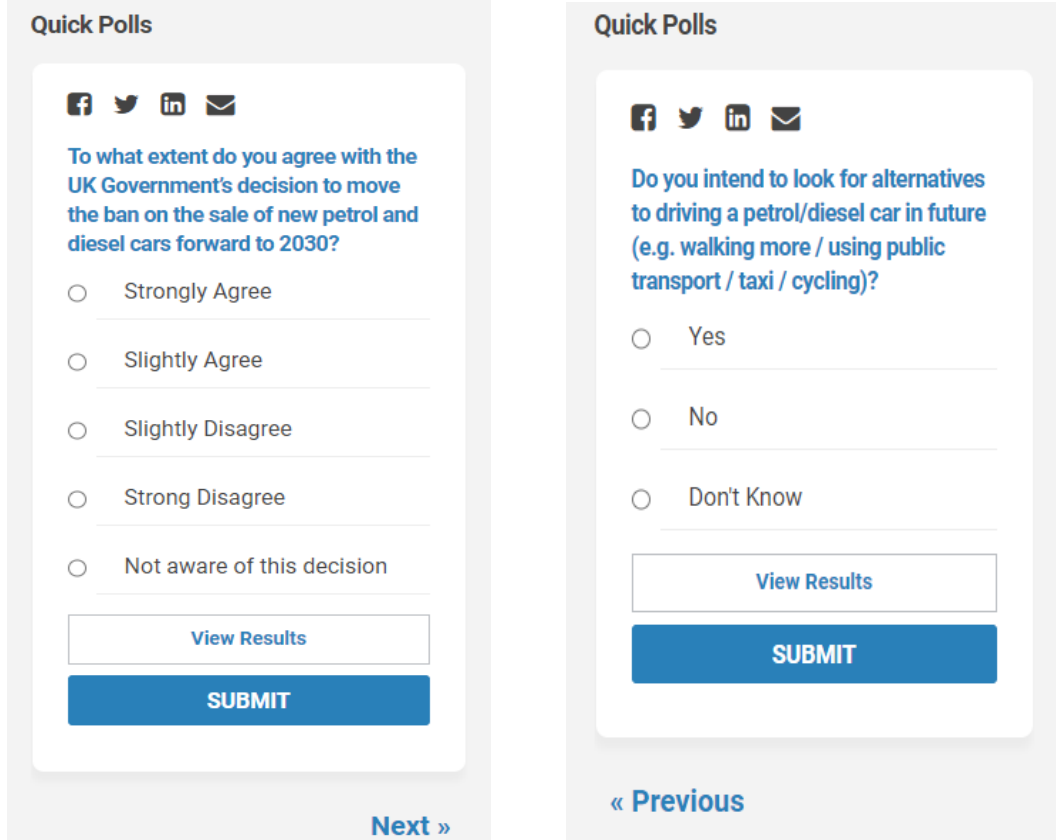 Quick Polls
To what extent do you agree with the
UK Government's decision to move
the ban on the sale of new petrol and
diesel cars forward to 2030?
Strongly Agree
Slightly Agree
Slightly Disagree
Strong Disagree
Not aware of this decision
View Results
SUBMIT
Next »
Quick Polls
Do you intend to look for alternatives
to driving a petrol/diesel car in future
(e.g. walking more / using public
transport / taxi / cycling)?
Yes
No
Don't Know
View Results
SUBMIT
« Previous